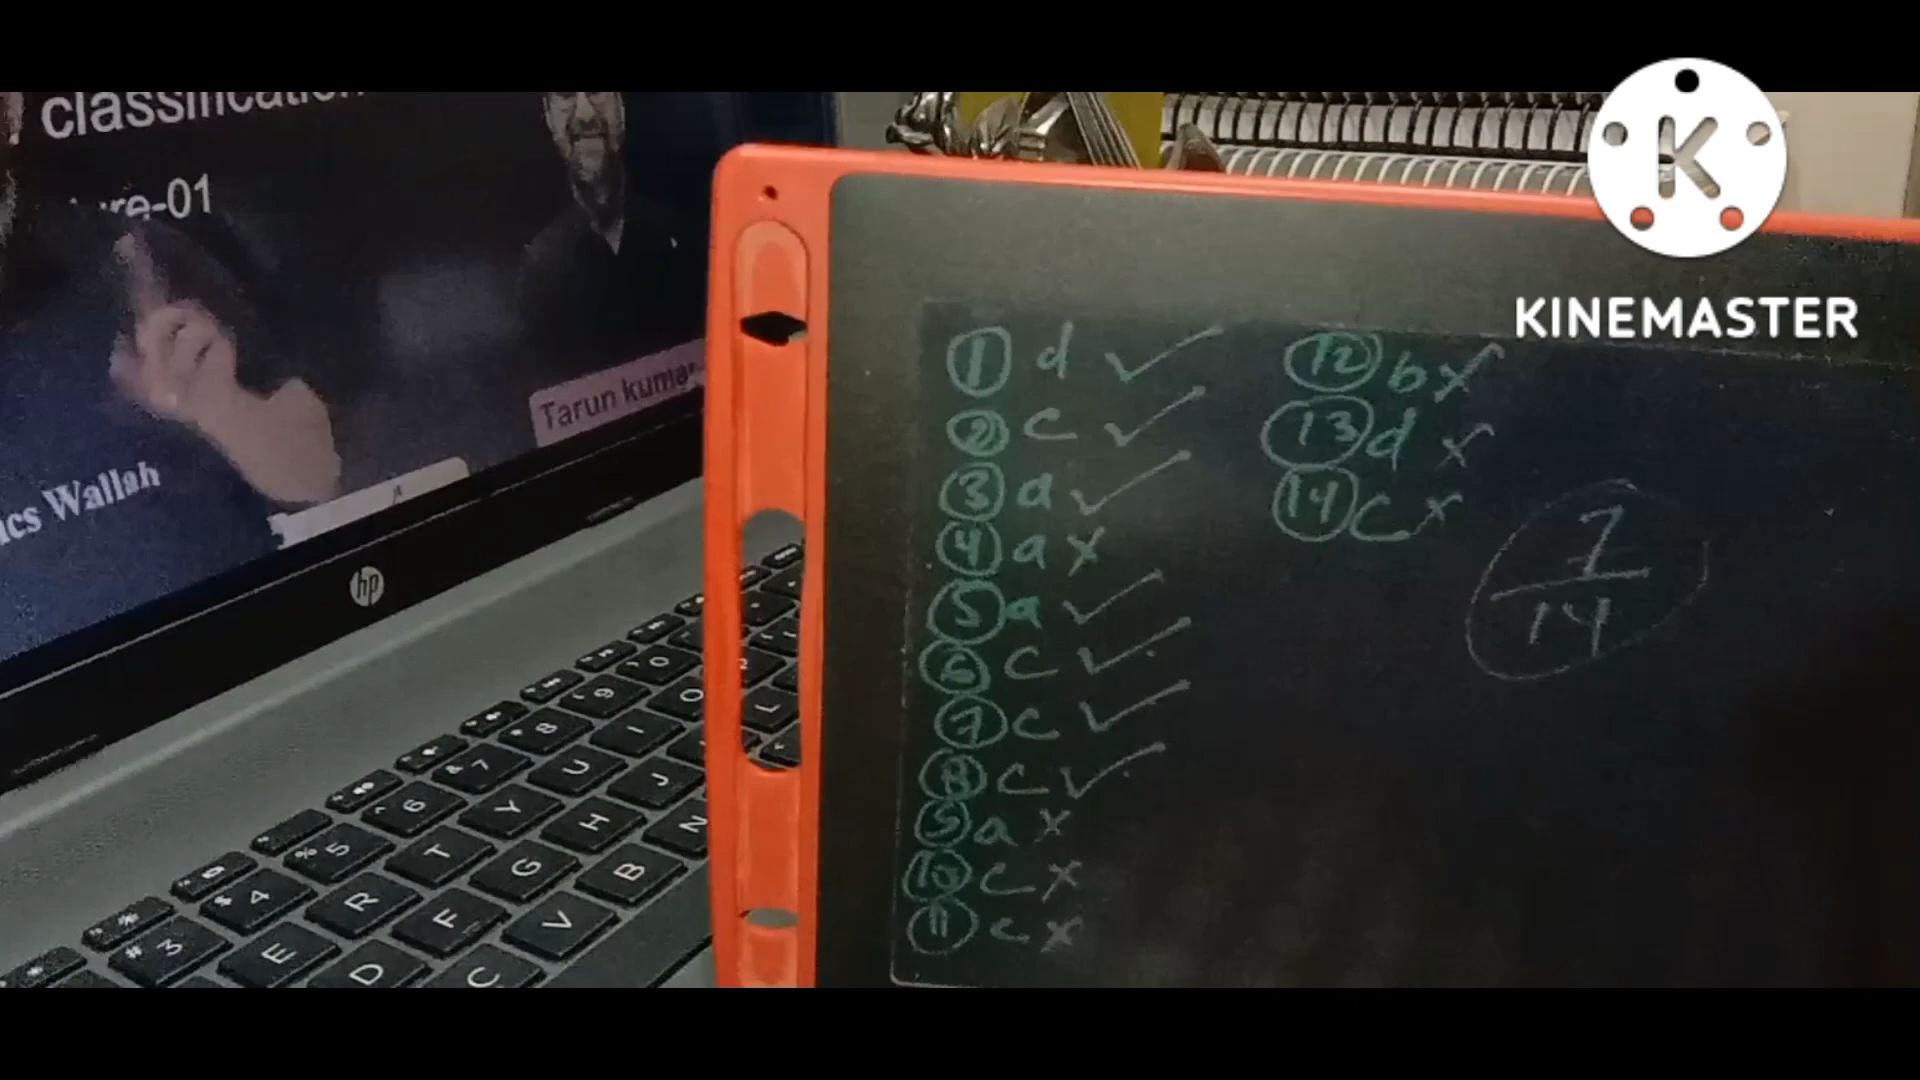 classification
ure-01
Tarun kumar
ics Wallah
hp
① d ✓
② c ✓
③ a ✓
④ a ✗
⑤ a ✓
⑥ c ✓
⑦ c ✓
⑧ c ✓
⑨ a ✗
⑩ c ✗
⑪ c ✗
⑫ b ✗
⑬ d ✗
⑭ c ✗
7
14
KINEMASTER